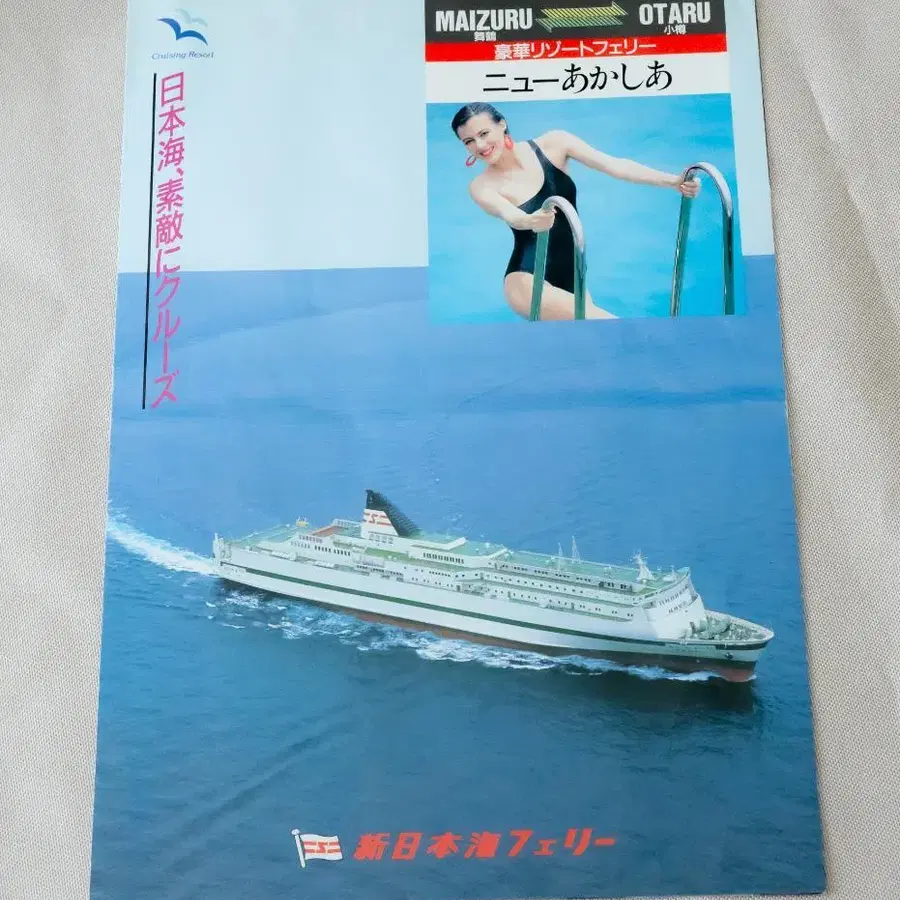 Cruising Resort
日本海、素敵にクルーズ
MAIZURU OTARU
舞鶴 小樽
豪華リゾートフェリー
ニューあかしあ
S
S
新日本海フェリー